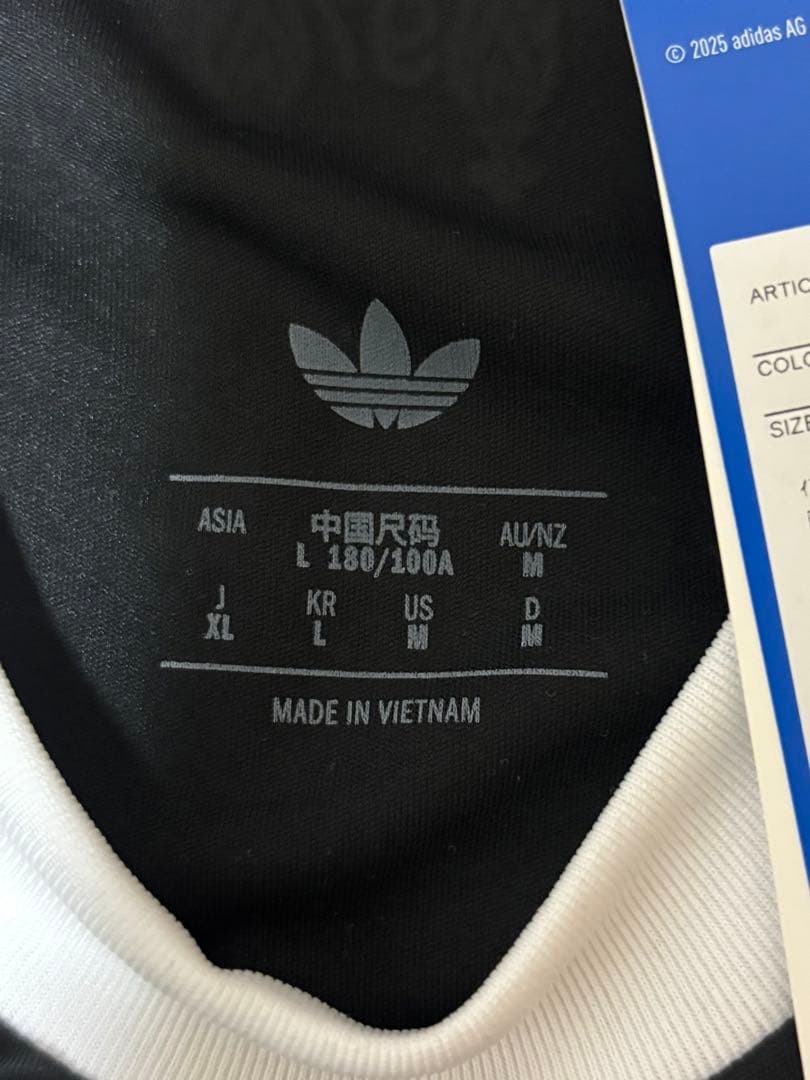 © 2025 adidas AG
ASIA 中国尺码 AU/NZ
L 180/100A M
J KR US D
XL L M M
MADE IN VIETNAM